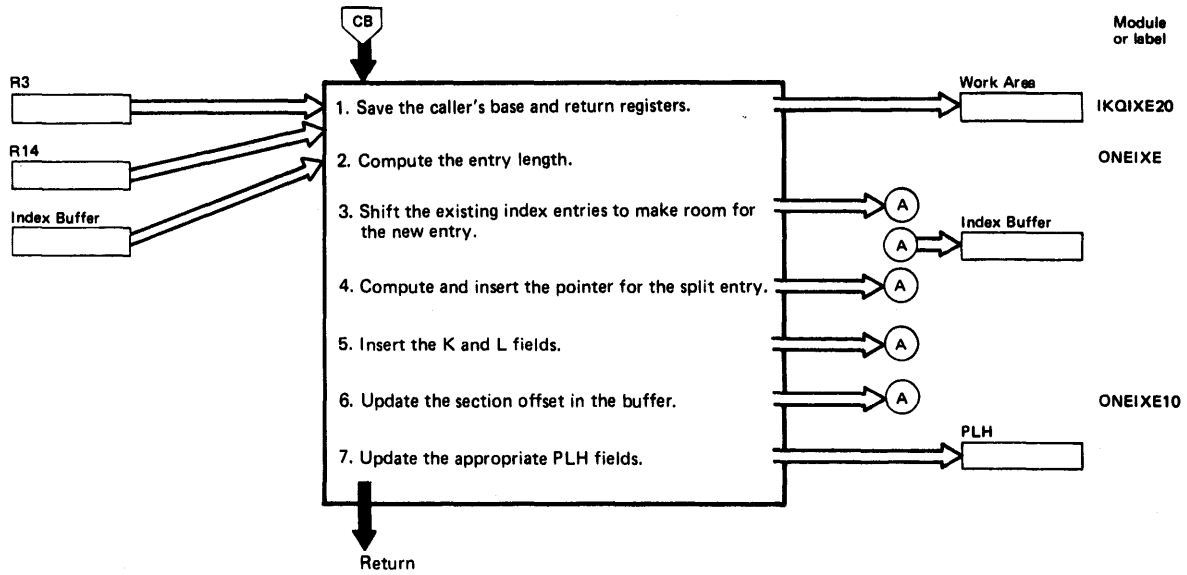 CB
Module
or label
R3
Work Area
1. Save the caller's base and return registers.
IKQIXE20
R14
2. Compute the entry length.
ONEIXE
Index Buffer
3. Shift the existing index entries to make room for
the new entry.
A
Index Buffer
A
4. Compute and insert the pointer for the split entry.
A
5. Insert the K and L fields.
A
6. Update the section offset in the buffer.
A
ONEIXE10
PLH
7. Update the appropriate PLH fields.
Return